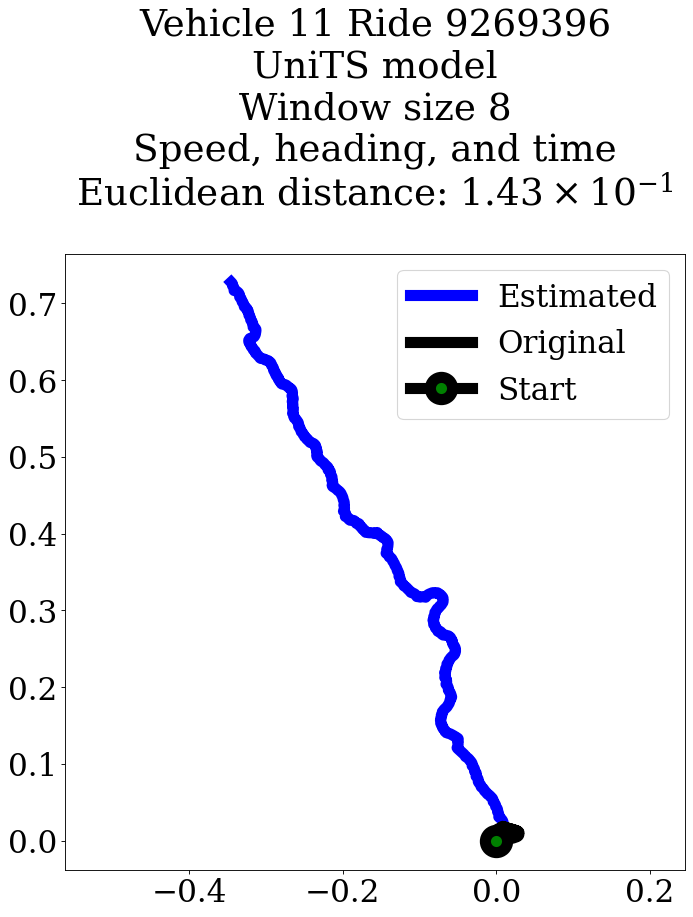 Vehicle 11 Ride 9269396
UniTS model
Window size 8
Speed, heading, and time
Euclidean distance: 1.43 × 10⁻¹
Estimated
Original
Start
0.7
0.6
0.5
0.4
0.3
0.2
0.1
0.0
−0.4
−0.2
0.0
0.2